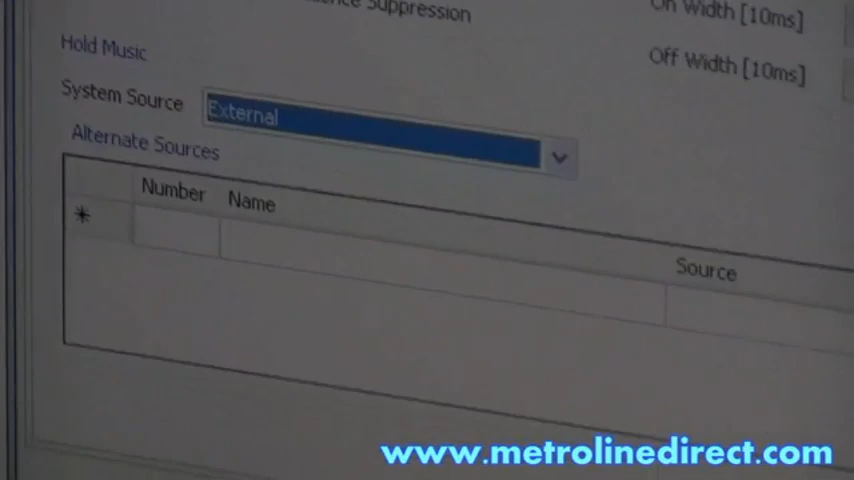 Suppression
On Width [10ms]
Hold Music
Off Width [10ms]
System Source External
Alternate Sources
Number Name Source
*
www.metrolinedirect.com